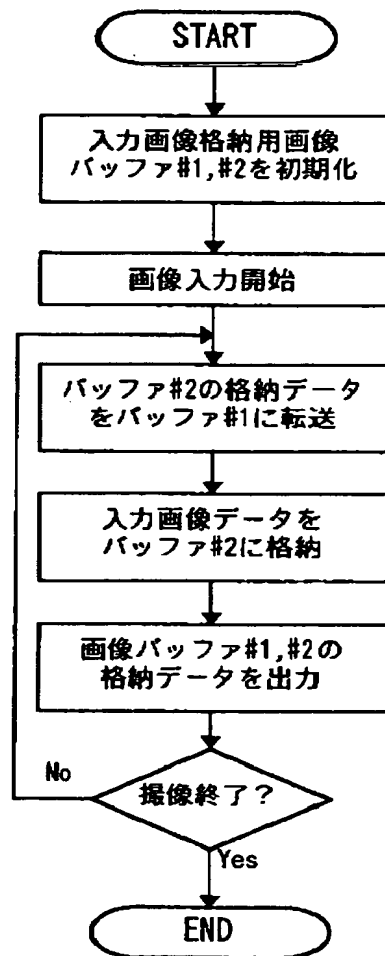 START
入力画像格納用画像
バッファ#1,#2を初期化
画像入力開始
バッファ#2の格納データ
をバッファ#1に転送
入力画像データを
バッファ#2に格納
画像バッファ#1,#2の
格納データを出力
撮像終了?
No
Yes
END